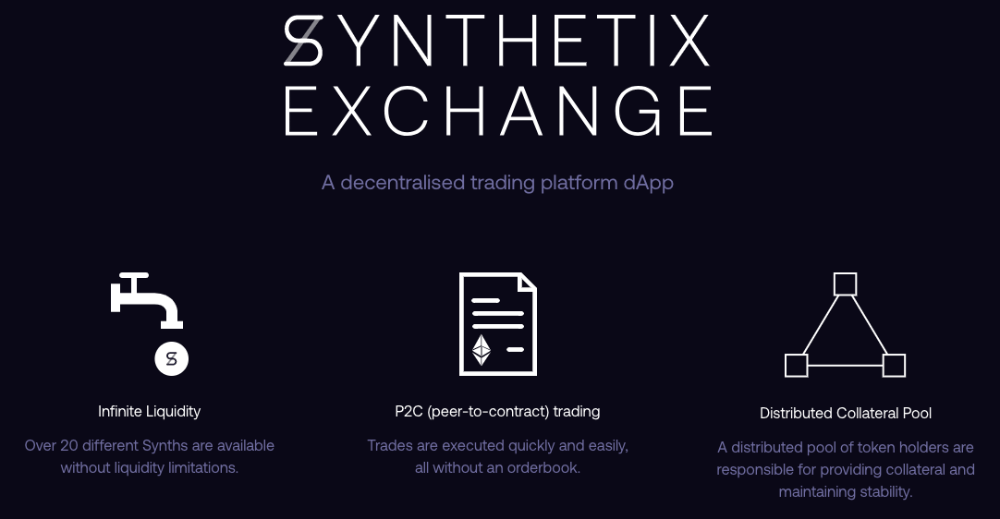 SYNTHETIX
EXCHANGE
A decentralised trading platform dApp
S
Infinite Liquidity
Over 20 different Synths are available
without liquidity limitations.
P2C (peer-to-contract) trading
Trades are executed quickly and easily,
all without an orderbook.
Distributed Collateral Pool
A distributed pool of token holders are
responsible for providing collateral and
maintaining stability.